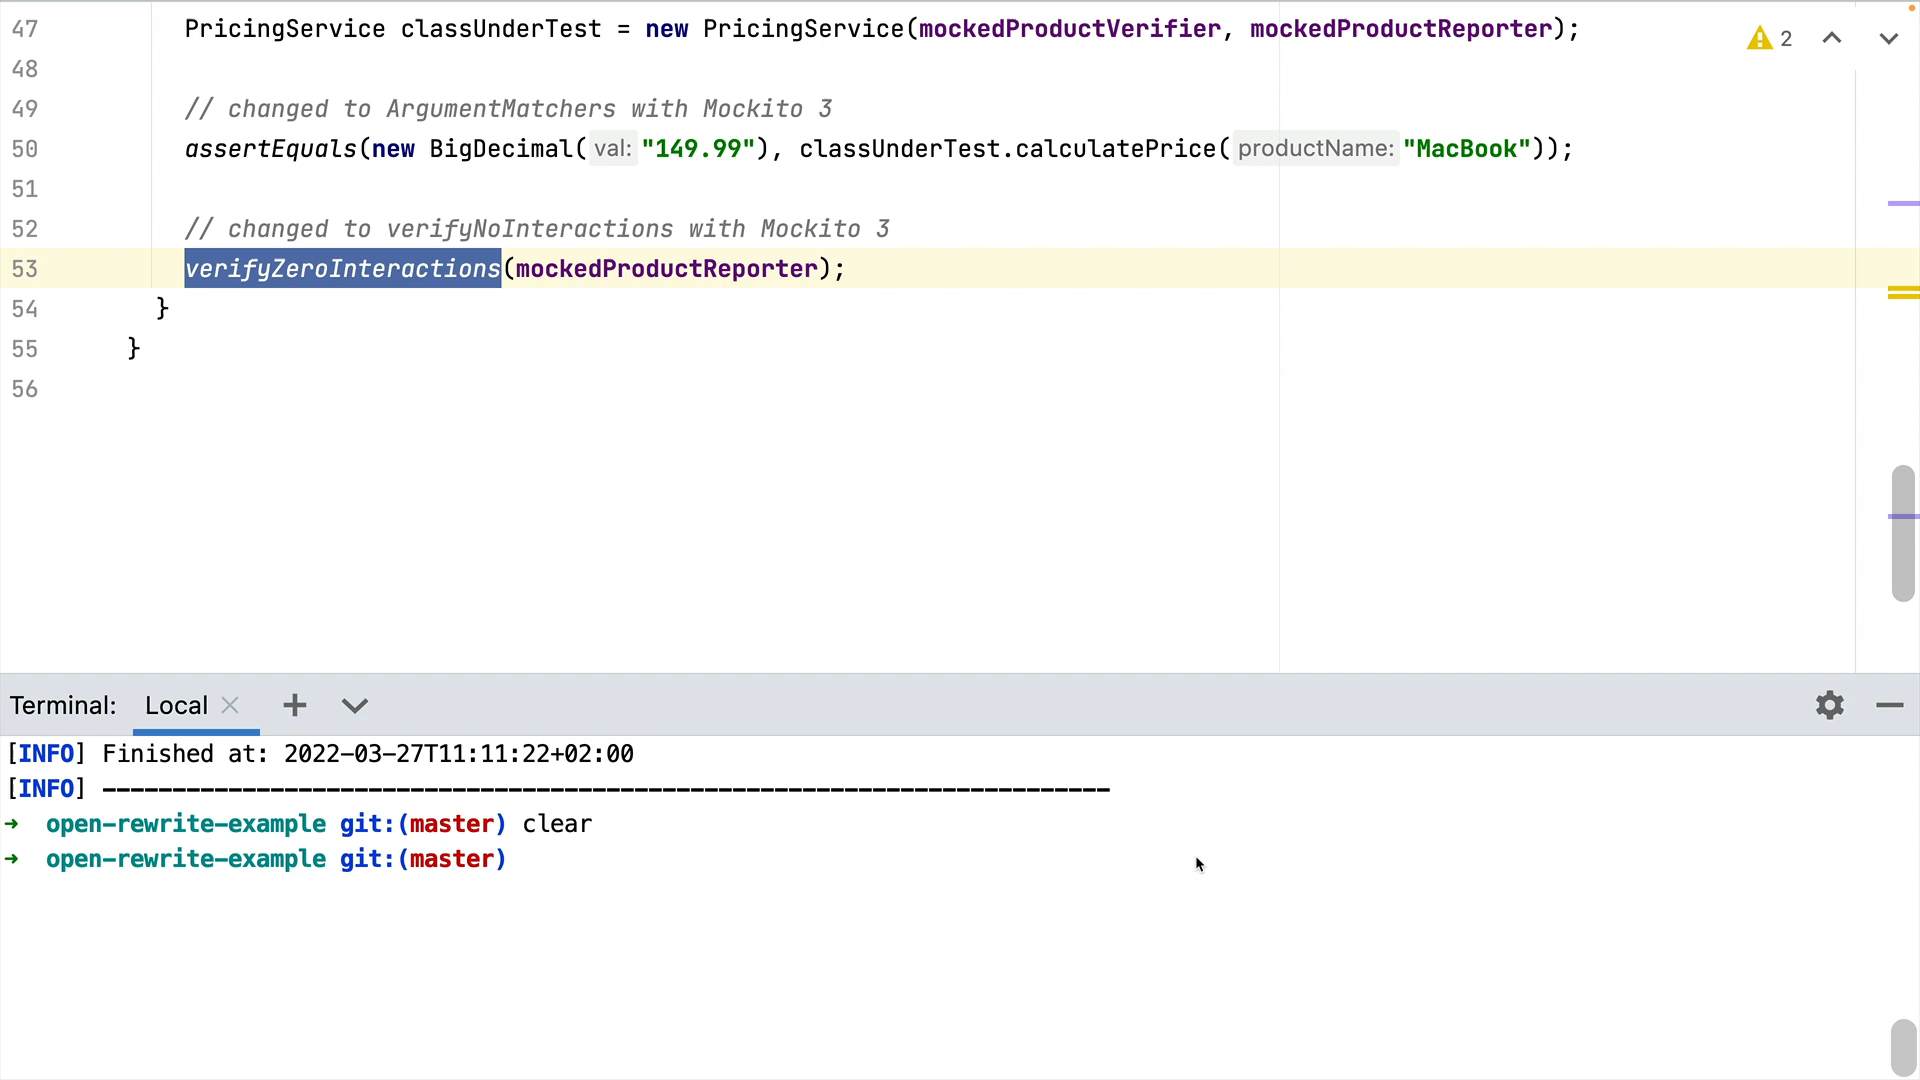 47 PricingService classUnderTest = new PricingService(mockedProductVerifier, mockedProductReporter);
2
48
49 // changed to ArgumentMatchers with Mockito 3
50 assertEquals(new BigDecimal( val: "149.99"), classUnderTest.calculatePrice( productName: "MacBook"));
51
52 // changed to verifyNoInteractions with Mockito 3
53 verifyZeroInteractions(mockedProductReporter);
54 }
55 }
56
Terminal: Local × +
[INFO] Finished at: 2022-03-27T11:11:22+02:00
[INFO] ------------------------------------------------------------------------
→ open-rewrite-example git:(master) clear
→ open-rewrite-example git:(master)